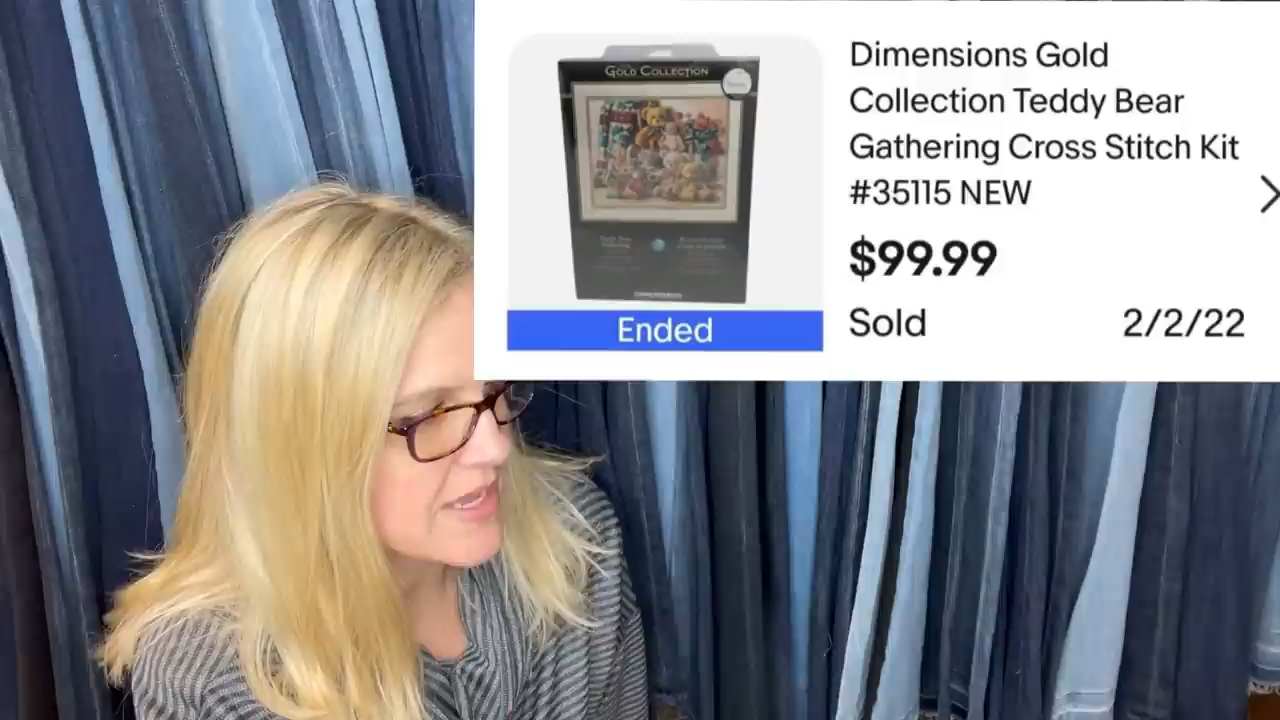 GOLD COLLECTION
Ended
Dimensions Gold
Collection Teddy Bear
Gathering Cross Stitch Kit
#35115 NEW
$99.99
Sold
2/2/22